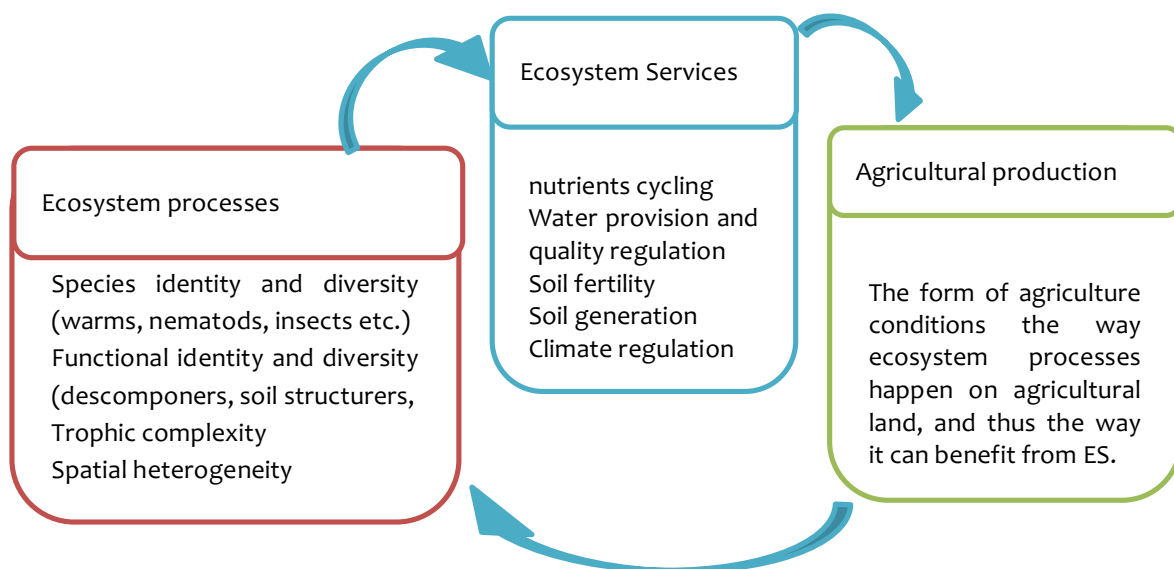 Ecosystem processes
Species identity and diversity
(warms, nematods, insects etc.)
Functional identity and diversity
(descomponers, soil structurers,
Trophic complexity
Spatial heterogeneity
Ecosystem Services
nutrients cycling
Water provision and
quality regulation
Soil fertility
Soil generation
Climate regulation
Agricultural production
The form of agriculture
conditions the way
ecosystem processes
happen on agricultural
land, and thus the way
it can benefit from ES.